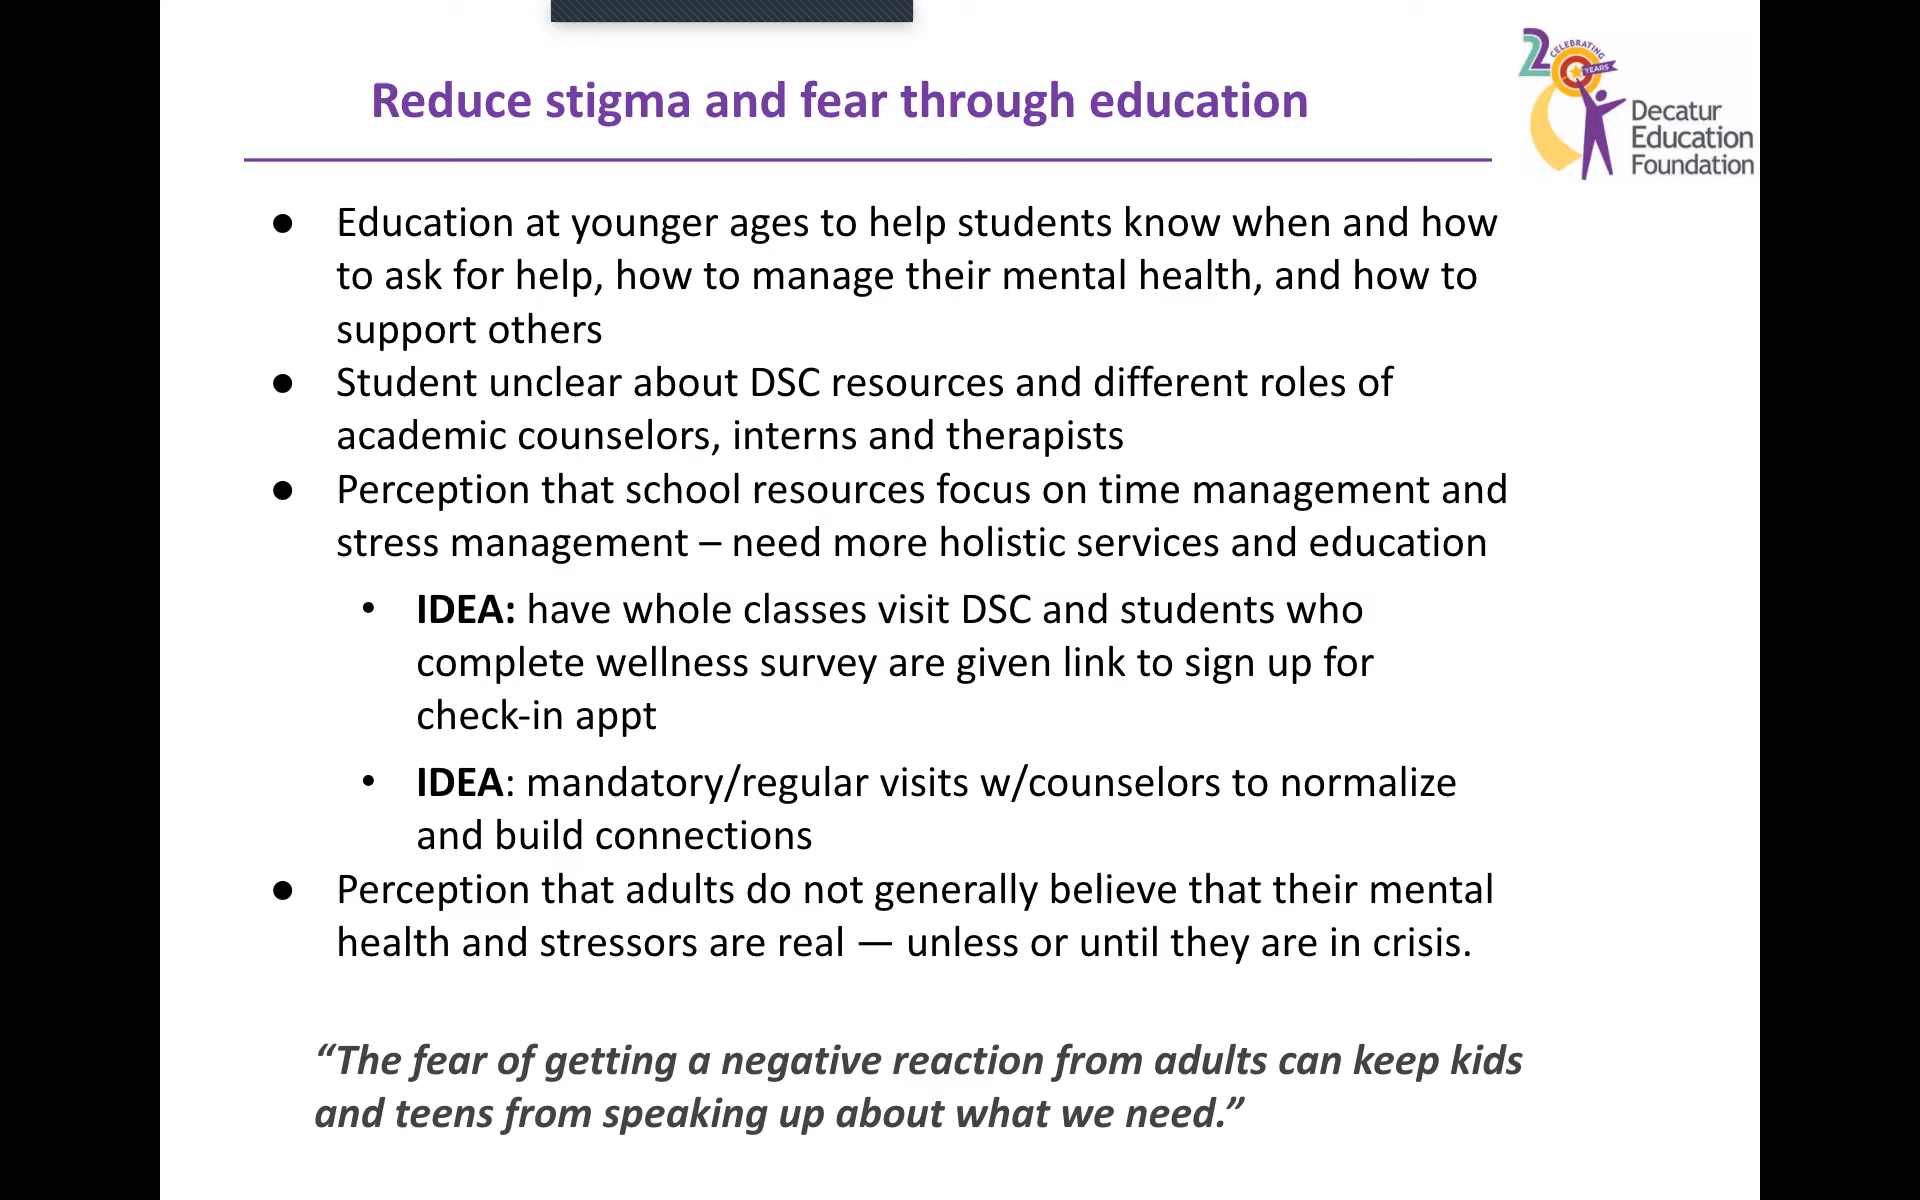 Reduce stigma and fear through education
20
CELEBRATING
YEARS
Decatur
Education
Foundation
● Education at younger ages to help students know when and how
to ask for help, how to manage their mental health, and how to
support others
● Student unclear about DSC resources and different roles of
academic counselors, interns and therapists
● Perception that school resources focus on time management and
stress management – need more holistic services and education
• IDEA: have whole classes visit DSC and students who
complete wellness survey are given link to sign up for
check-in appt
• IDEA: mandatory/regular visits w/counselors to normalize
and build connections
● Perception that adults do not generally believe that their mental
health and stressors are real — unless or until they are in crisis.
“The fear of getting a negative reaction from adults can keep kids
and teens from speaking up about what we need.”